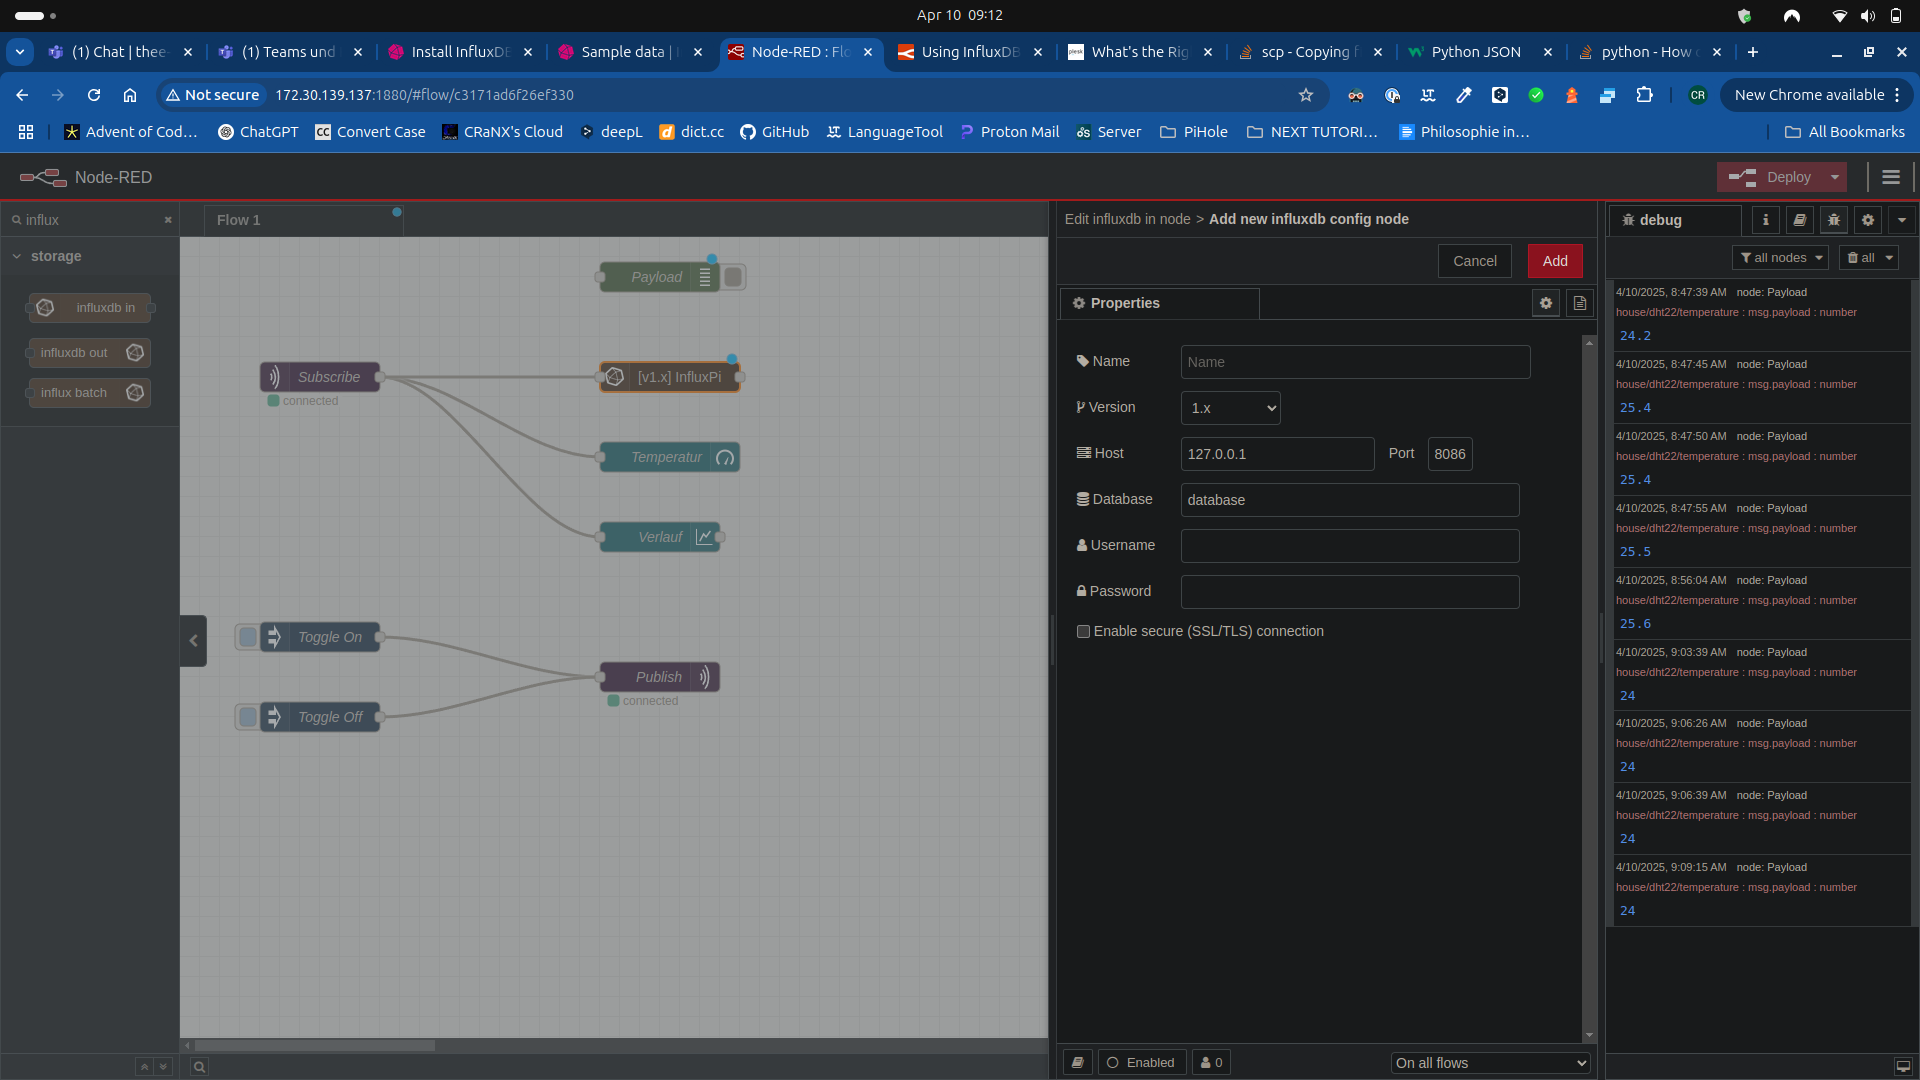 Apr 10 09:12
(1) Chat | thee
(1) Teams und
Install InfluxDB
Sample data |
Node-RED : Flo
Using InfluxDB
What's the Rig
scp - Copying f
Python JSON
python - How
Not secure 172.30.139.137:1880/#flow/c3171ad6f26ef330
CR
New Chrome available
Advent of Cod...
ChatGPT
CC Convert Case
CRaNX's Cloud
deepL
dict.cc
GitHub
LanguageTool
Proton Mail
Server
PiHole
NEXT TUTORI...
Philosophie in...
All Bookmarks
Node-RED
Deploy
influx
Flow 1
storage
influxdb in
influxdb out
influx batch
Payload
Subscribe
connected
[v1.x] InfluxPi
Temperatur
Verlauf
Toggle On
Toggle Off
Publish
connected
Edit influxdb in node > Add new influxdb config node
Cancel
Add
Properties
Name Name
Version 1.x
Host 127.0.0.1 Port 8086
Database database
Username
Password
Enable secure (SSL/TLS) connection
Enabled
0
On all flows
debug
all nodes
all
4/10/2025, 8:47:39 AM node: Payload
house/dht22/temperature : msg.payload : number
24.2
4/10/2025, 8:47:45 AM node: Payload
house/dht22/temperature : msg.payload : number
25.4
4/10/2025, 8:47:50 AM node: Payload
house/dht22/temperature : msg.payload : number
25.4
4/10/2025, 8:47:55 AM node: Payload
house/dht22/temperature : msg.payload : number
25.5
4/10/2025, 8:56:04 AM node: Payload
house/dht22/temperature : msg.payload : number
25.6
4/10/2025, 9:03:39 AM node: Payload
house/dht22/temperature : msg.payload : number
24
4/10/2025, 9:06:26 AM node: Payload
house/dht22/temperature : msg.payload : number
24
4/10/2025, 9:06:39 AM node: Payload
house/dht22/temperature : msg.payload : number
24
4/10/2025, 9:09:15 AM node: Payload
house/dht22/temperature : msg.payload : number
24